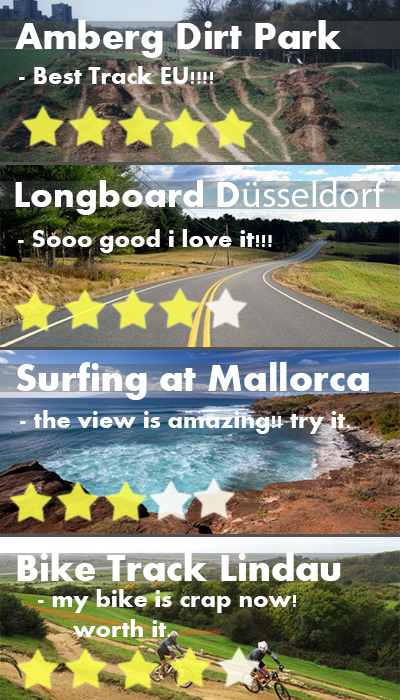 Amberg Dirt Park
- Best Track EU!!!!
Longboard Düsseldorf
- Sooo good i love it!!!
Surfing at Mallorca
- the view is amazing!! try it.
Bike Track Lindau
- my bike is crap now!
worth it.